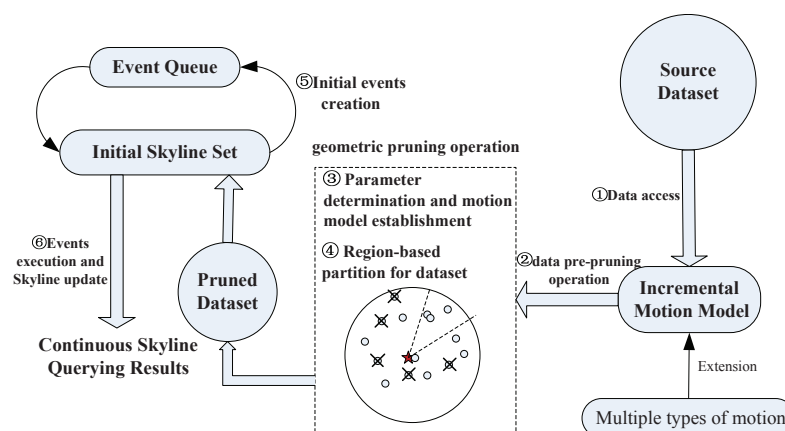 Event Queue
⑤Initial events
creation
Source
Dataset
Initial Skyline Set
geometric pruning operation
③ Parameter
determination and motion
model establishment
①Data access
⑥Events
execution and
Skyline update
④ Region-based
partition for dataset
②data pre-pruning
operation
Pruned
Dataset
Incremental
Motion Model
Continuous Skyline
Querying Results
Extension
Multiple types of motion